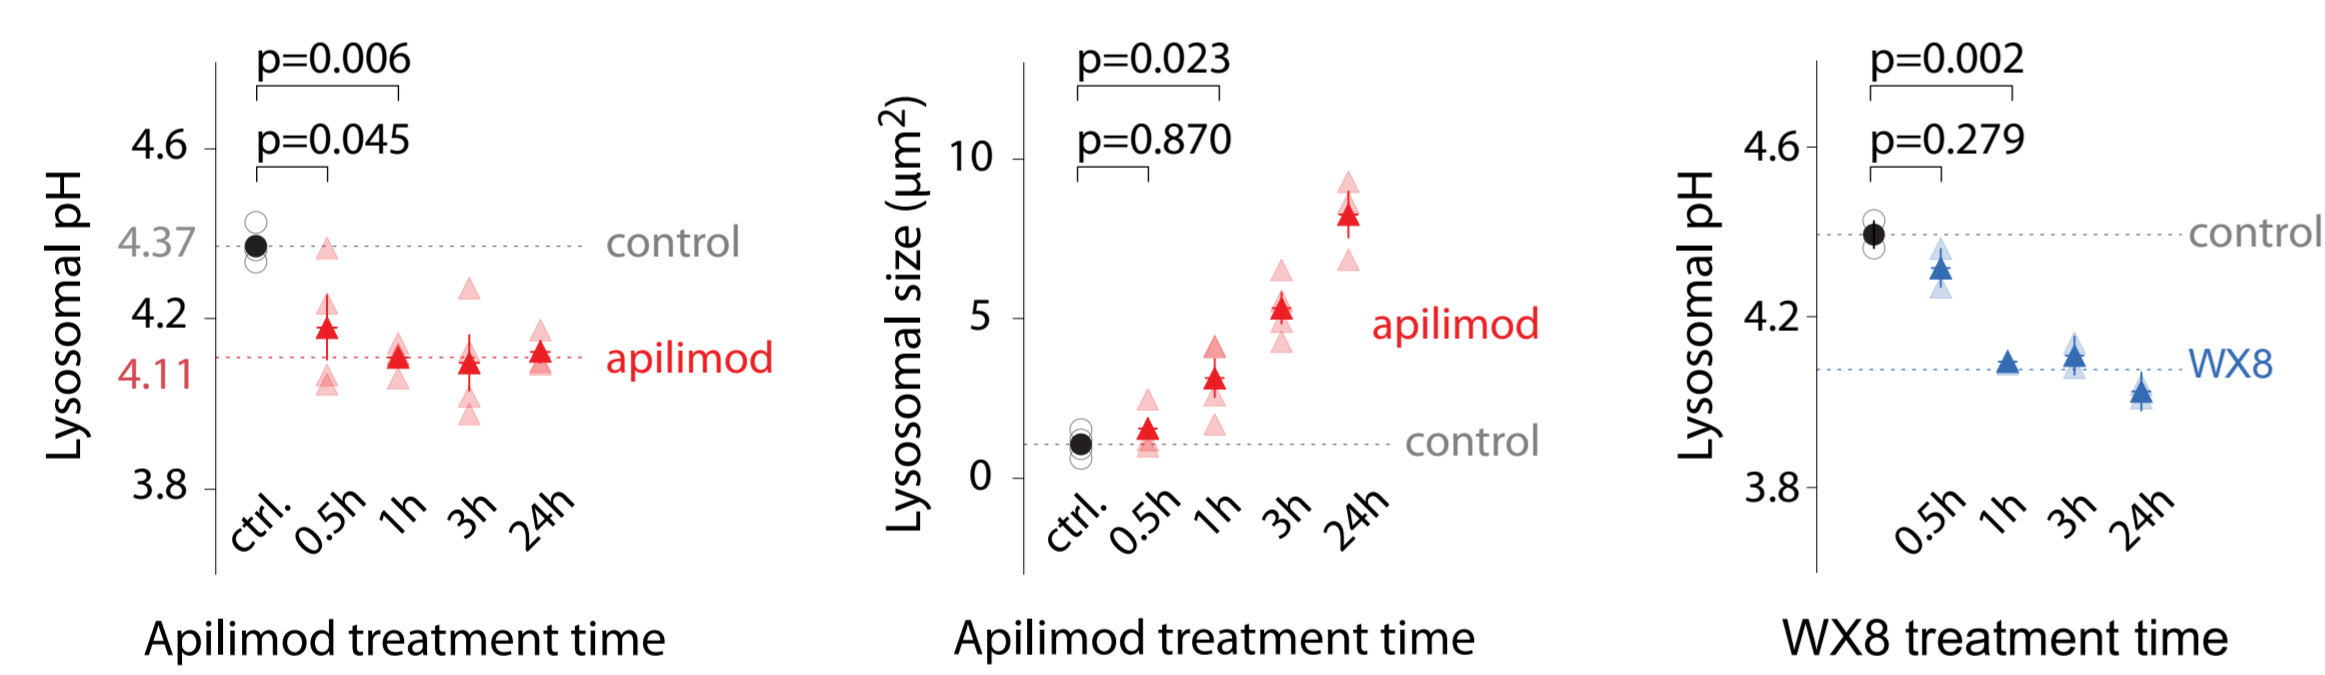 p=0.006
p=0.045
Lysosomal pH
4.6
4.37
4.2
4.11
3.8
control
apilimod
ctrl.
0.5h
1h
3h
24h
Apilimod treatment time
p=0.023
p=0.870
Lysosomal size (µm²)
10
5
0
apilimod
control
ctrl.
0.5h
1h
3h
24h
Apilimod treatment time
p=0.002
p=0.279
Lysosomal pH
4.6
4.2
3.8
control
WX8
0.5h
1h
3h
24h
WX8 treatment time